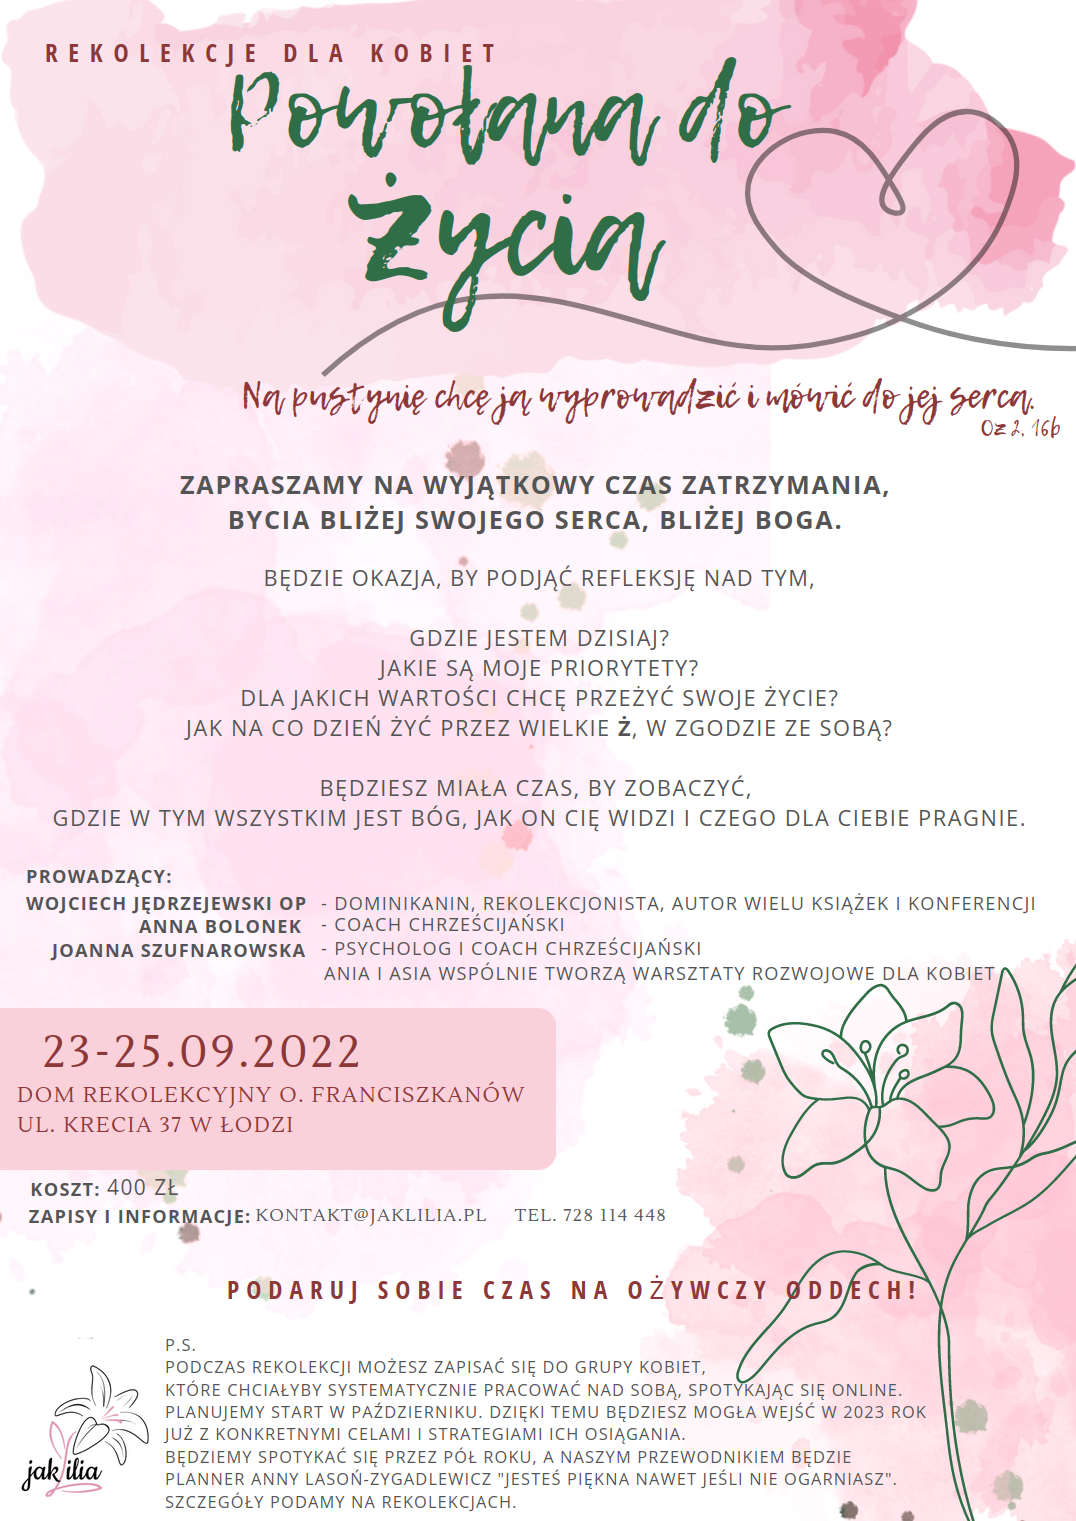 REKOLEKCJE DLA KOBIET
Powołana do
Życia
Na pustynię chcę ją wyprowadzić i mówić do jej serca.
Oz 2, 16b
ZAPRASZAMY NA WYJĄTKOWY CZAS ZATRZYMANIA,
BYCIA BLIŻEJ SWOJEGO SERCA, BLIŻEJ BOGA.
BĘDZIE OKAZJA, BY PODJĄĆ REFLEKSJĘ NAD TYM,
GDZIE JESTEM DZISIAJ?
JAKIE SĄ MOJE PRIORYTETY?
DLA JAKICH WARTOŚCI CHCĘ PRZEŻYĆ SWOJE ŻYCIE?
JAK NA CO DZIEŃ ŻYĆ PRZEZ WIELKIE Ż, W ZGODZIE ZE SOBĄ?
BĘDZIESZ MIAŁA CZAS, BY ZOBACZYĆ,
GDZIE W TYM WSZYSTKIM JEST BÓG, JAK ON CIĘ WIDZI I CZEGO DLA CIEBIE PRAGNIE.
PROWADZĄCY:
WOJCIECH JĘDRZEJEWSKI OP - DOMINIKANIN, REKOLEKCJONISTA, AUTOR WIELU KSIĄŻEK I KONFERENCJI
ANNA BOLONEK - COACH CHRZEŚCIJAŃSKI
JOANNA SZUFNAROWSKA - PSYCHOLOG I COACH CHRZEŚCIJAŃSKI
ANIA I ASIA WSPÓLNIE TWORZĄ WARSZTATY ROZWOJOWE DLA KOBIET
23-25.09.2022
DOM REKOLEKCYJNY O. FRANCISZKANÓW
UL. KRECIA 37 W ŁODZI
KOSZT: 400 ZŁ
ZAPISY I INFORMACJE: KONTAKT@JAKLILIA.PL TEL. 728 114 448
PODARUJ SOBIE CZAS NA OŻYWCZY ODDECH!
P.S.
PODCZAS REKOLEKCJI MOŻESZ ZAPISAĆ SIĘ DO GRUPY KOBIET,
KTÓRE CHCIAŁYBY SYSTEMATYCZNIE PRACOWAĆ NAD SOBĄ, SPOTYKAJĄC SIĘ ONLINE.
PLANUJEMY START W PAŹDZIERNIKU. DZIĘKI TEMU BĘDZIESZ MOGŁA WEJŚĆ W 2023 ROK
JUŻ Z KONKRETNYMI CELAMI I STRATEGIAMI ICH OSIĄGANIA.
BĘDZIEMY SPOTYKAĆ SIĘ PRZEZ PÓŁ ROKU, A NASZYM PRZEWODNIKIEM BĘDZIE
PLANNER ANNY LASOŃ-ZYGADLEWICZ "JESTEŚ PIĘKNA NAWET JEŚLI NIE OGARNIASZ".
SZCZEGÓŁY PODAMY NA REKOLEKCJACH.
jak lilia